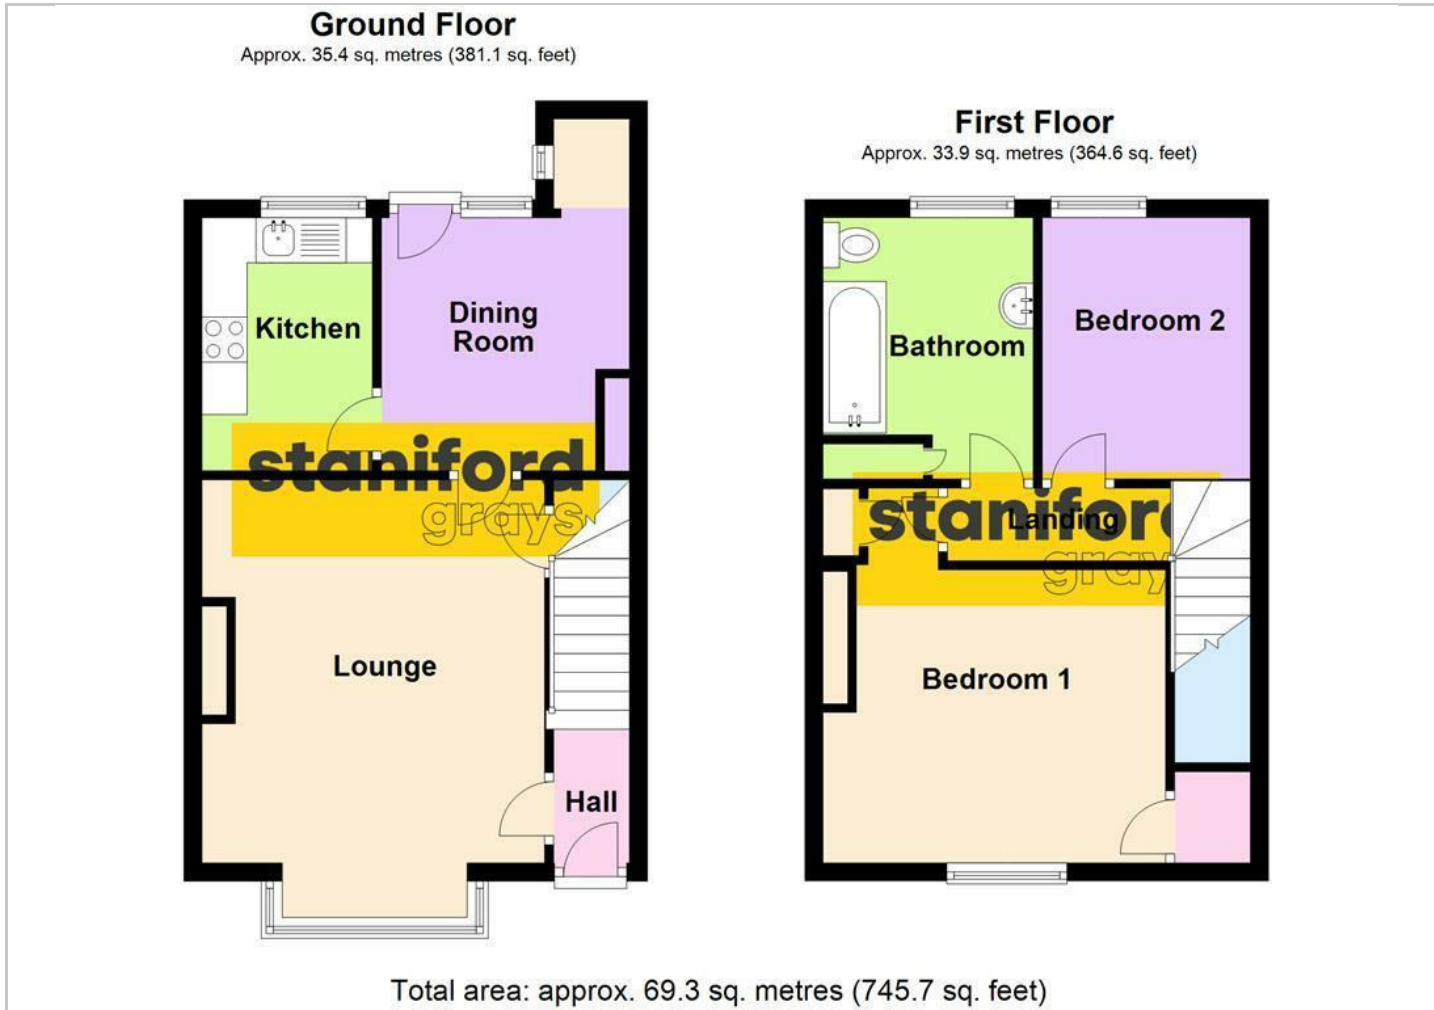 Ground Floor
Approx. 35.4 sq. metres (381.1 sq. feet)
First Floor
Approx. 33.9 sq. metres (364.6 sq. feet)
Kitchen
Dining
Room
Bathroom
Bedroom 2
staniford
grays
staniford
gray
Landing
Lounge
Bedroom 1
Hall
Total area: approx. 69.3 sq. metres (745.7 sq. feet)